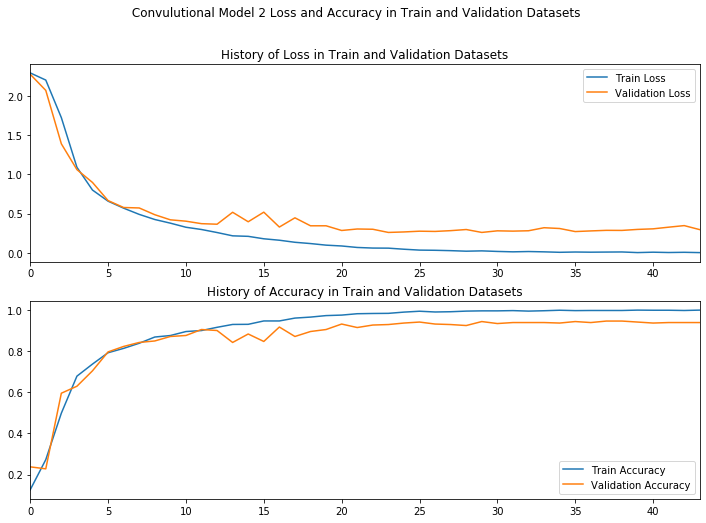 Convulutional Model 2 Loss and Accuracy in Train and Validation Datasets
History of Loss in Train and Validation Datasets
Train Loss
Validation Loss
2.0
1.5
1.0
0.5
0.0
0 5 10 15 20 25 30 35 40
History of Accuracy in Train and Validation Datasets
1.0
0.8
0.6
0.4
0.2
Train Accuracy
Validation Accuracy
0 5 10 15 20 25 30 35 40